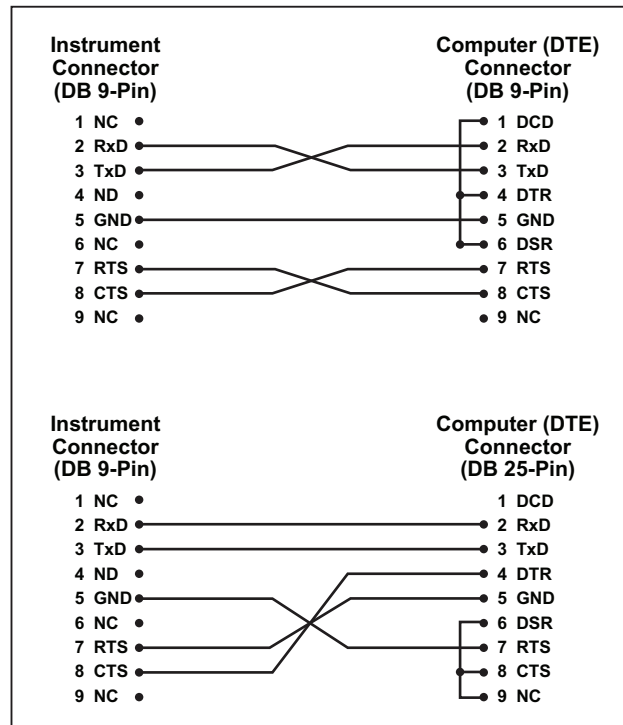 Instrument
Connector
(DB 9-Pin)
1 NC
2 RxD
3 TxD
4 ND
5 GND
6 NC
7 RTS
8 CTS
9 NC
Computer (DTE)
Connector
(DB 9-Pin)
1 DCD
2 RxD
3 TxD
4 DTR
5 GND
6 DSR
7 RTS
8 CTS
9 NC
Instrument
Connector
(DB 9-Pin)
1 NC
2 RxD
3 TxD
4 ND
5 GND
6 NC
7 RTS
8 CTS
9 NC
Computer (DTE)
Connector
(DB 25-Pin)
1 DCD
2 RxD
3 TxD
4 DTR
5 GND
6 DSR
7 RTS
8 CTS
9 NC